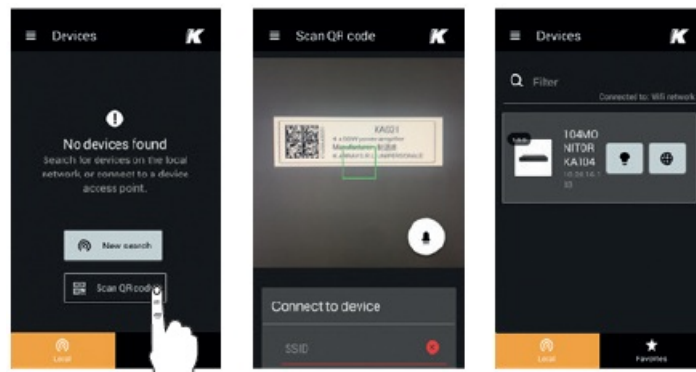 Devices
K
No devices found
Search for devices on the local
network, or connect to a device
access point.
New search
Scan QR code
Local
Scan QR code
K
KA021
Connect to device
SSID
Devices
K
Filter
Connected to: Wifi network
104MO
NITOR
KA104
Local
Favorites